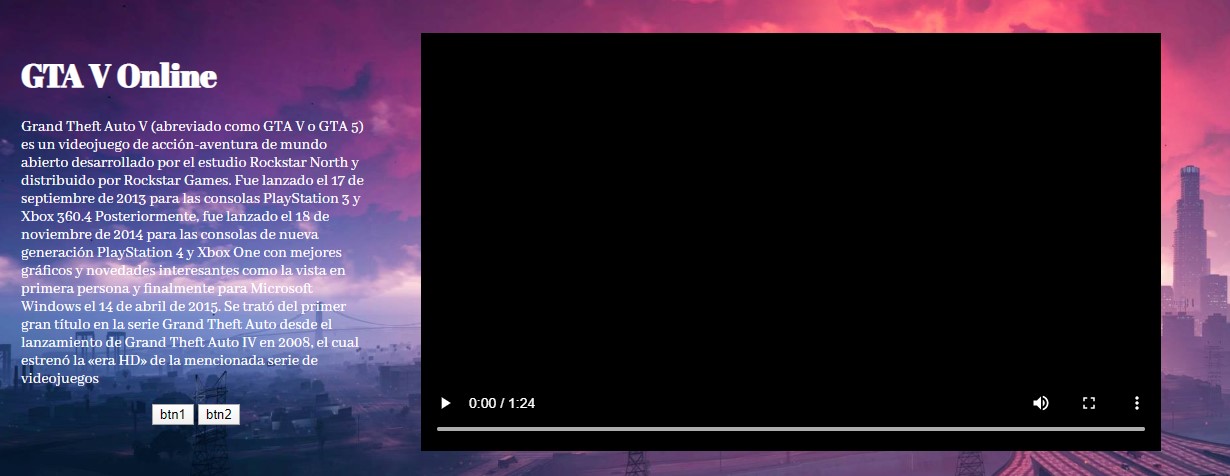 GTA V Online
Grand Theft Auto V (abreviado como GTA V o GTA 5)
es un videojuego de acción-aventura de mundo
abierto desarrollado por el estudio Rockstar North y
distribuido por Rockstar Games. Fue lanzado el 17 de
septiembre de 2013 para las consolas PlayStation 3 y
Xbox 360.4 Posteriormente, fue lanzado el 18 de
noviembre de 2014 para las consolas de nueva
generación PlayStation 4 y Xbox One con mejores
gráficos y novedades interesantes como la vista en
primera persona y finalmente para Microsoft
Windows el 14 de abril de 2015. Se trató del primer
gran título en la serie Grand Theft Auto desde el
lanzamiento de Grand Theft Auto IV en 2008, el cual
estrenó la «era HD» de la mencionada serie de
videojuegos
btn1 btn2
0:00 / 1:24